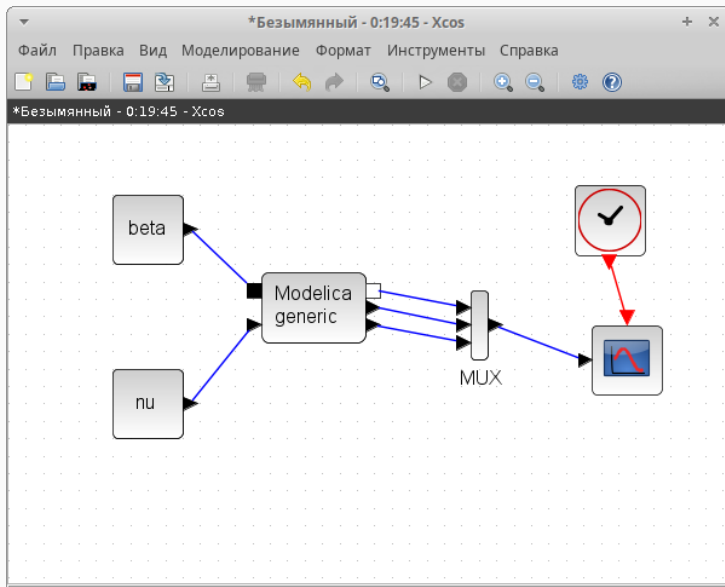 *Безымянный - 0:19:45 - Xcos
Файл Правка Вид Моделирование Формат Инструменты Справка
*Безымянный - 0:19:45 - Xcos
beta
Modelica
generic
nu
MUX